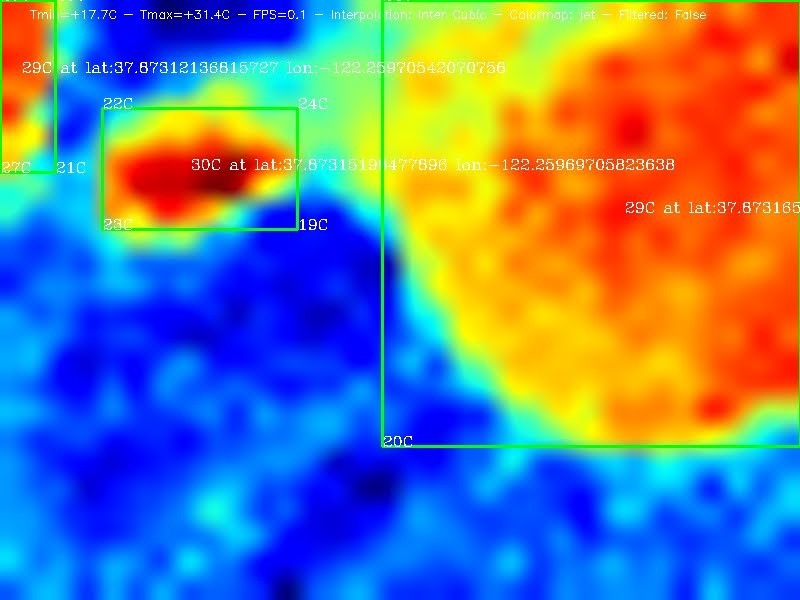 Tmin=+17.7C - Tmax=+31.4C - FPS=0.1 - Interpolation: Inter Cubic - Colormap: jet - Filtered: False
29C at lat:37.87312136815727 lon:-122.25970542070756
22C 24C
30C at lat:37.87315195477896 lon:-122.25969705823638
27C 21C
29C at lat:37.873165
23C 19C
20C